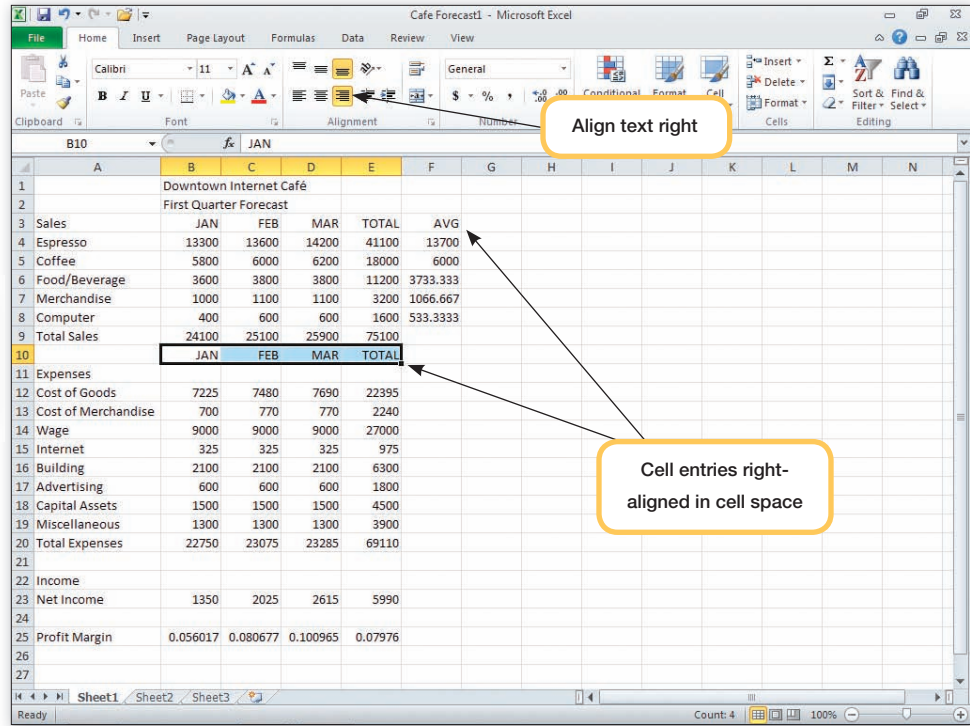 Cafe Forecast1 - Microsoft Excel
File Home Insert Page Layout Formulas Data Review View
Paste
Calibri 11
General
B I U
$ % ,
Conditional Format Cell
Insert
Delete
Format
Sort & Find &
Filter Select
Clipboard Font Alignment Number Cells Editing
Align text right
B10 fx JAN
A B C D E F G H I J K L M N
1 Downtown Internet Café
2 First Quarter Forecast
3 Sales JAN FEB MAR TOTAL AVG
4 Espresso 13300 13600 14200 41100 13700
5 Coffee 5800 6000 6200 18000 6000
6 Food/Beverage 3600 3800 3800 11200 3733.333
7 Merchandise 1000 1100 1100 3200 1066.667
8 Computer 400 600 600 1600 533.3333
9 Total Sales 24100 25100 25900 75100
10 JAN FEB MAR TOTAL
11 Expenses
12 Cost of Goods 7225 7480 7690 22395
13 Cost of Merchandise 700 770 770 2240
14 Wage 9000 9000 9000 27000
15 Internet 325 325 325 975
16 Building 2100 2100 2100 6300
17 Advertising 600 600 600 1800
18 Capital Assets 1500 1500 1500 4500
19 Miscellaneous 1300 1300 1300 3900
20 Total Expenses 22750 23075 23285 69110
21
22 Income
23 Net Income 1350 2025 2615 5990
24
25 Profit Margin 0.056017 0.080677 0.100965 0.07976
26
27
Cell entries right-
aligned in cell space
Sheet1 Sheet2 Sheet3
Ready Count: 4 100%